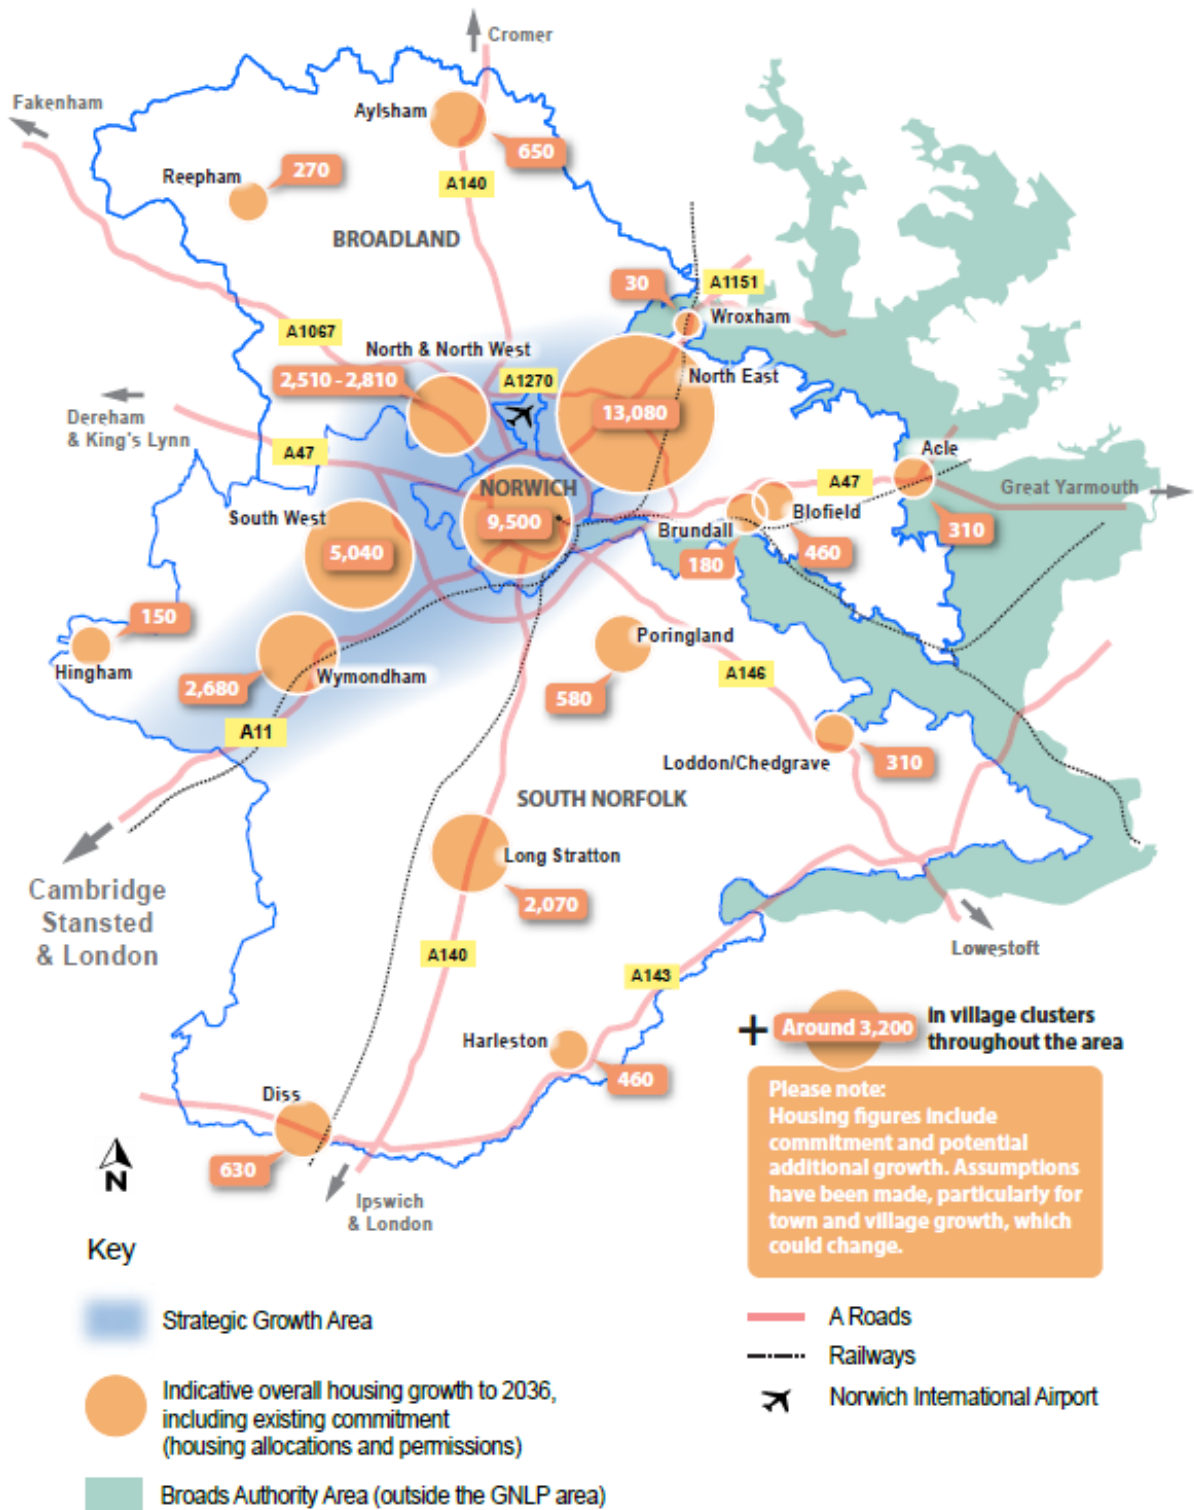 Cromer
Fakenham
Aylsham
650
Reepham
270
A140
BROADLAND
30
A1151
Wroxham
A1067
North & North West
2,510 - 2,810
A1270
North East
13,080
Dereham
& King's Lynn
A47
NORWICH
9,500
South West
5,040
Acle
A47
Great Yarmouth
310
Blofield
Brundall
460
180
150
Hingham
Poringland
580
A146
Wymondham
2,680
A11
Loddon/Chedgrave
310
SOUTH NORFOLK
Long Stratton
2,070
Cambridge
Stansted
& London
A140
A143
Lowestoft
Harleston
460
Diss
630
Ipswich
& London
N
+ Around 3,200
in village clusters
throughout the area
Please note:
Housing figures include
commitment and potential
additional growth. Assumptions
have been made, particularly for
town and village growth, which
could change.
Key
Strategic Growth Area
Indicative overall housing growth to 2036,
including existing commitment
(housing allocations and permissions)
Broads Authority Area (outside the GNLP area)
A Roads
Railways
Norwich International Airport